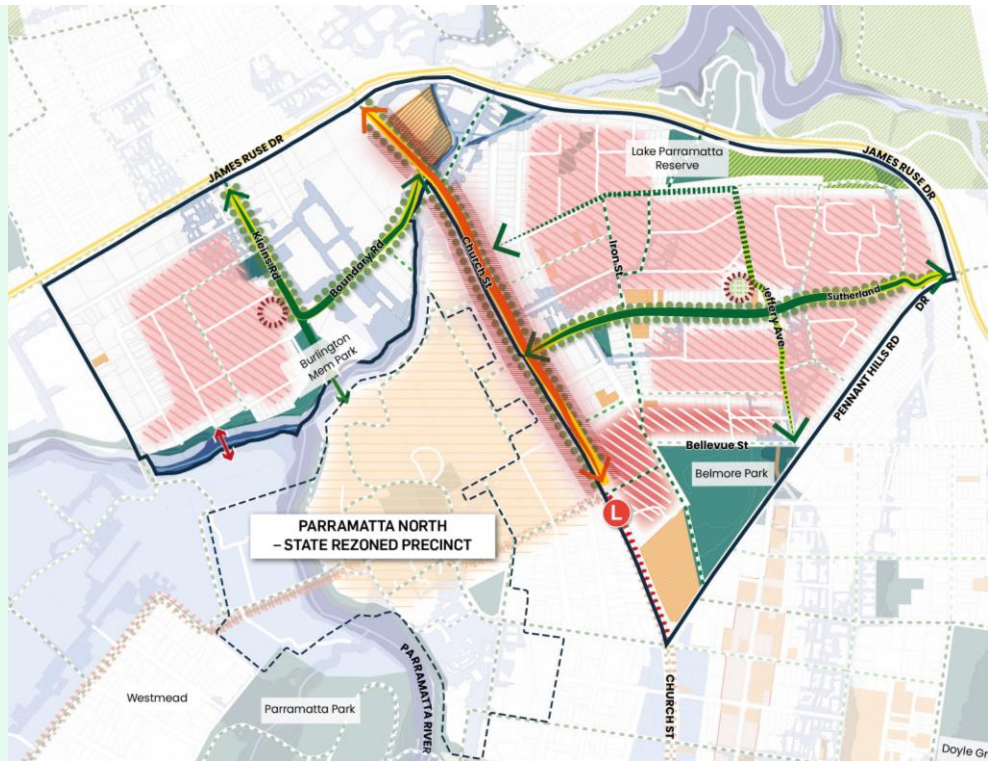 Lake Parramatta
Reserve
JAMES RUSE DR
JAMES RUSE DR
Kleins Rd
Boundary Rd
Church St
Iron St
Jeffery Ave
Sutherland
DR
PENNANT HILLS RD
Burlington
Mem Park
Bellevue St
Belmore Park
L
PARRAMATTA NORTH
– STATE REZONED PRECINCT
PARRAMATTA RIVER
Westmead
Parramatta Park
CHURCH ST
Doyle Gr